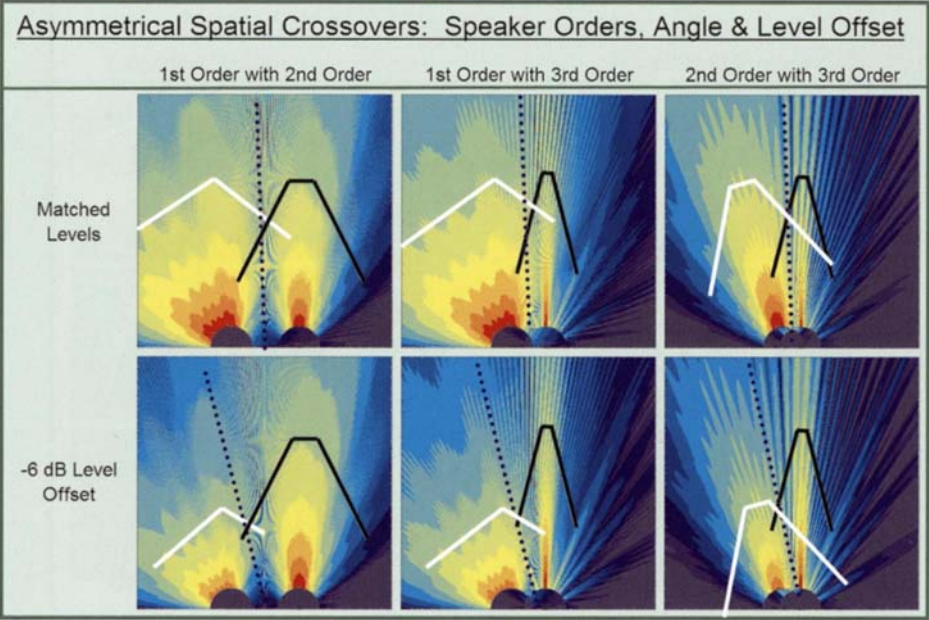 Asymmetrical Spatial Crossovers: Speaker Orders, Angle & Level Offset
1st Order with 2nd Order 1st Order with 3rd Order 2nd Order with 3rd Order
Matched
Levels
-6 dB Level
Offset